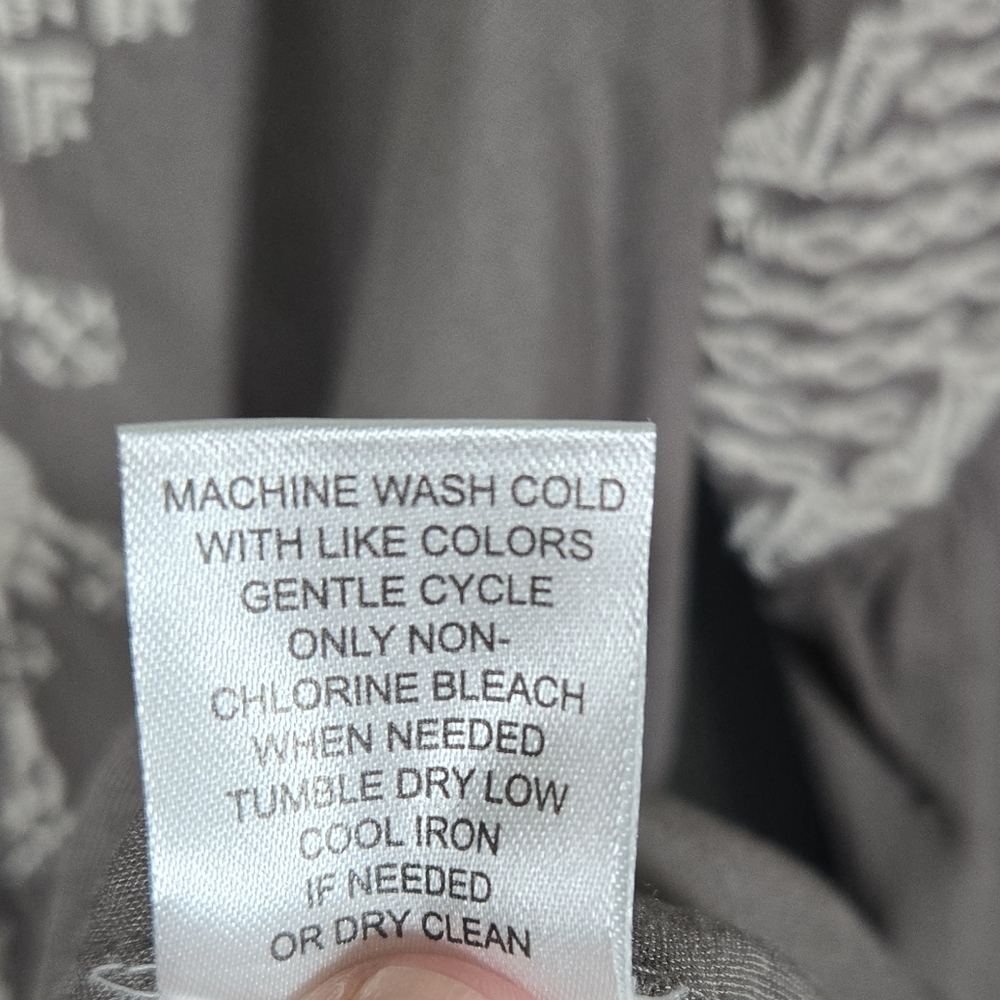 MACHINE WASH COLD
WITH LIKE COLORS
GENTLE CYCLE
ONLY NON-
CHLORINE BLEACH
WHEN NEEDED
TUMBLE DRY LOW
COOL IRON
IF NEEDED
OR DRY CLEAN